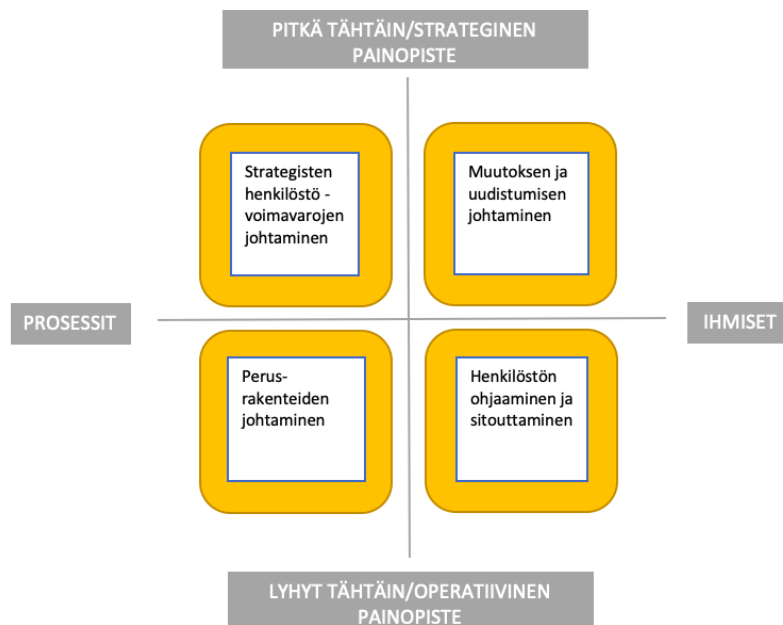 PITKÄ TÄHTÄIN/STRATEGINEN
PAINOPISTE
Strategisten
henkilöstö -
voimavarojen
johtaminen
Muutoksen ja
uudistumisen
johtaminen
PROSESSIT
IHMISET
Perus-
rakenteiden
johtaminen
Henkilöstön
ohjaaminen ja
sitouttaminen
LYHYT TÄHTÄIN/OPERATIIVINEN
PAINOPISTE